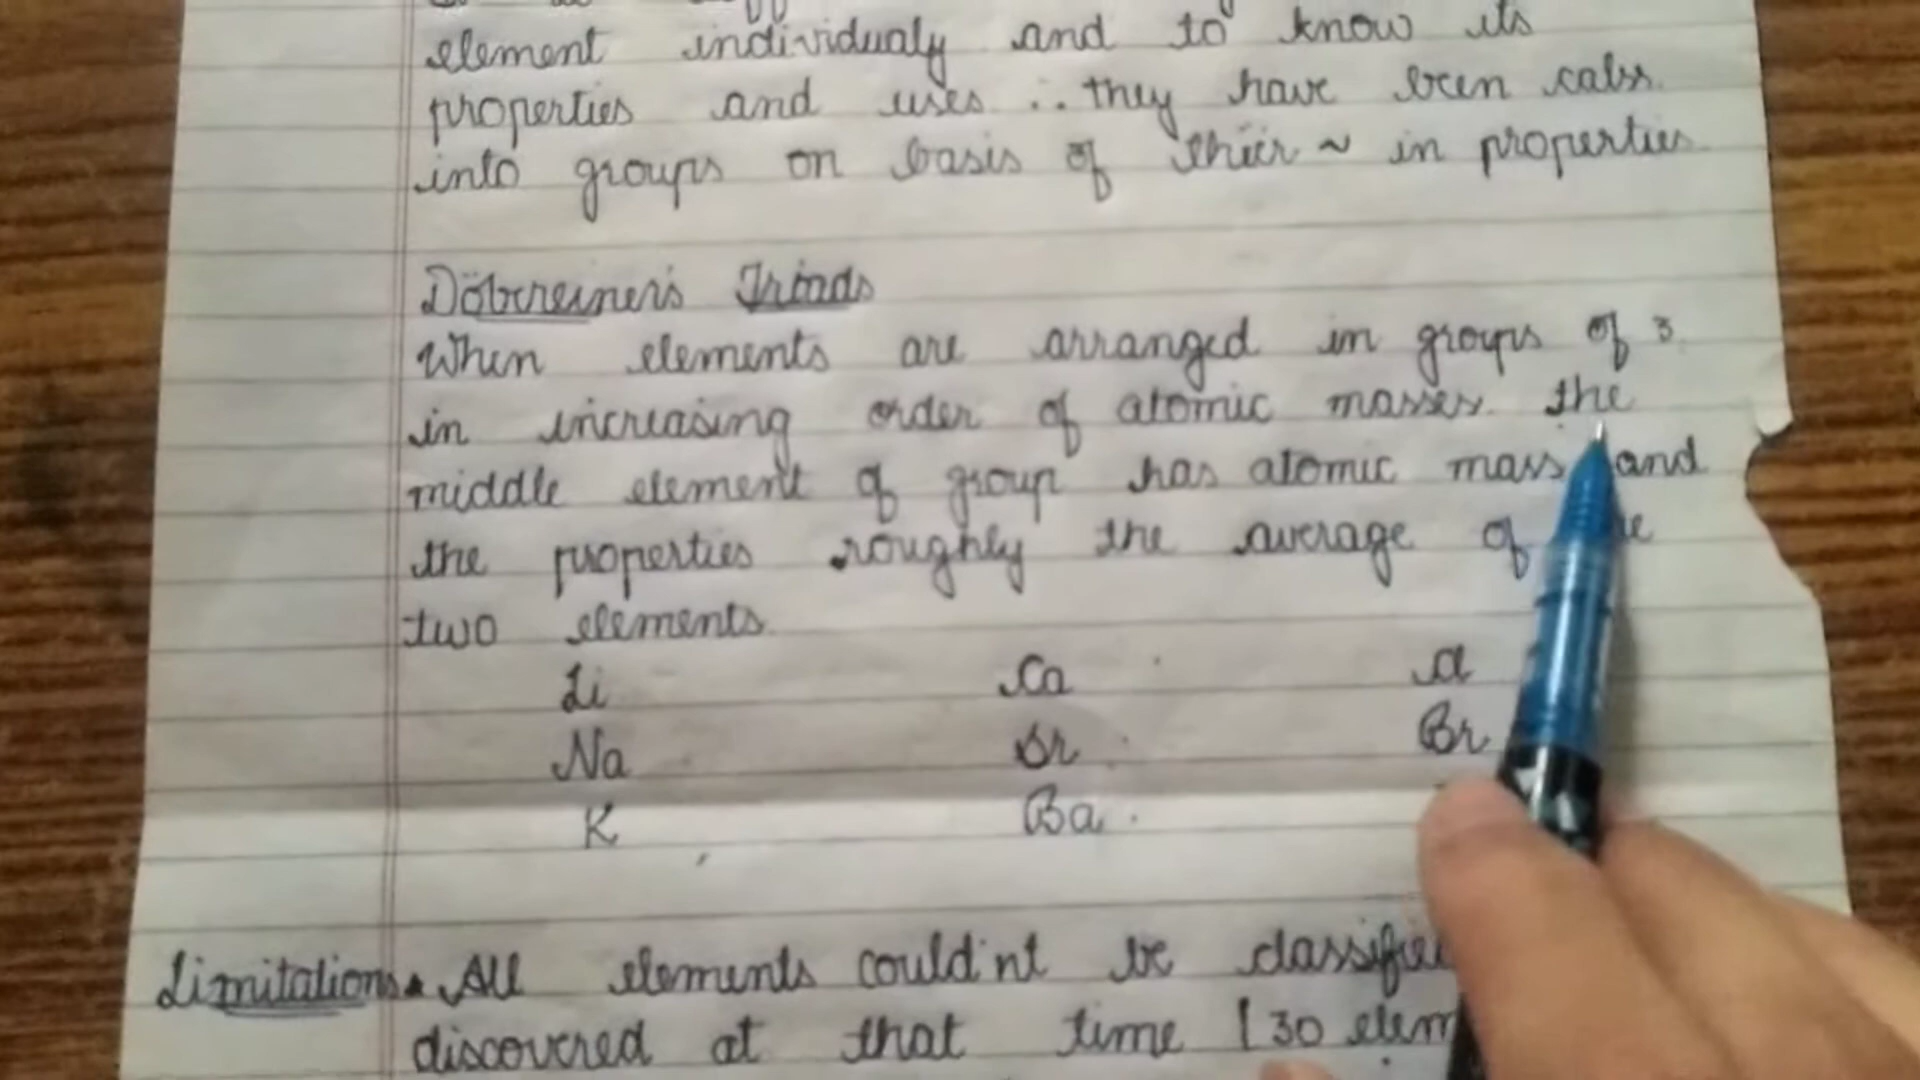 element individualy and to know its
properties and uses ∴ they have been calss
into groups on basis of their ~ in properties
Döbreiner's Triads
When elements are arranged in groups of 3
in increasing order of atomic masses the
middle element of group has atomic mass and
the properties roughly the average of
two elements
Li Ca Cl
Na Sr Br
K Ba
Limitations All elements could'nt be
discovered at that time [30